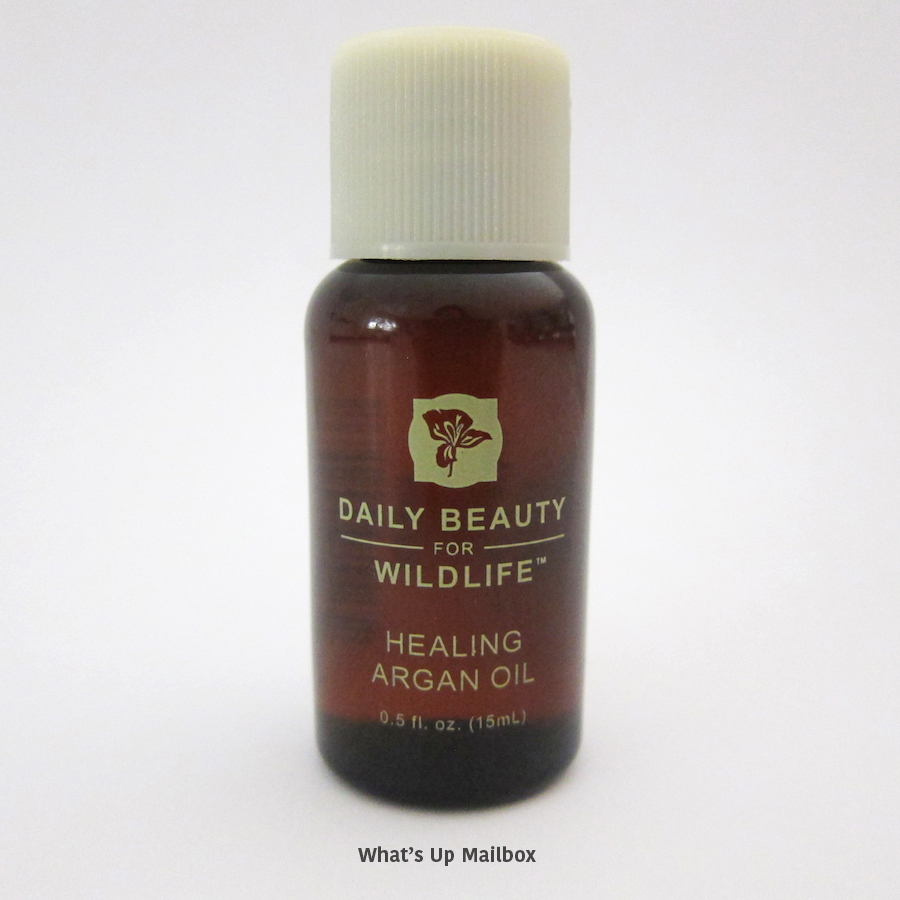 DAILY BEAUTY
FOR
WILDLIFE™
HEALING
ARGAN OIL
0.5 fl. oz. (15mL)
What's Up Mailbox